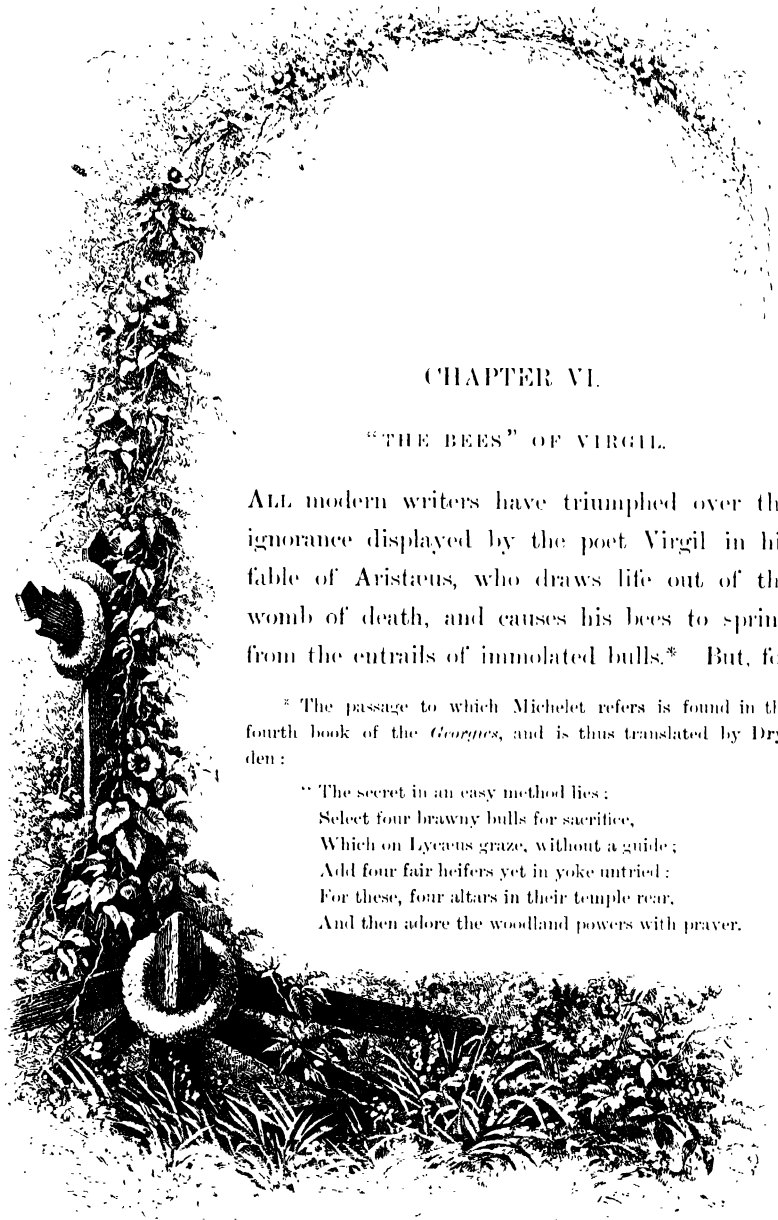 CHAPTER VI.
"THE BEES" OF VIRGIL.
ALL modern writers have triumphed over th
ignorance displayed by the poet Virgil in hi
fable of Aristæus, who draws life out of th
womb of death, and causes his bees to sprin
from the entrails of immolated bulls.* But, fo
* The passage to which Michelet refers is found in th
fourth book of the Georgics, and is thus translated by Dry
den:
"The secret in an easy method lies;
Select four brawny bulls for sacrifice,
Which on Lycæus graze, without a guide;
Add four fair heifers yet in yoke untried:
For these, four altars in their temple rear,
And then adore the woodland powers with prayer.